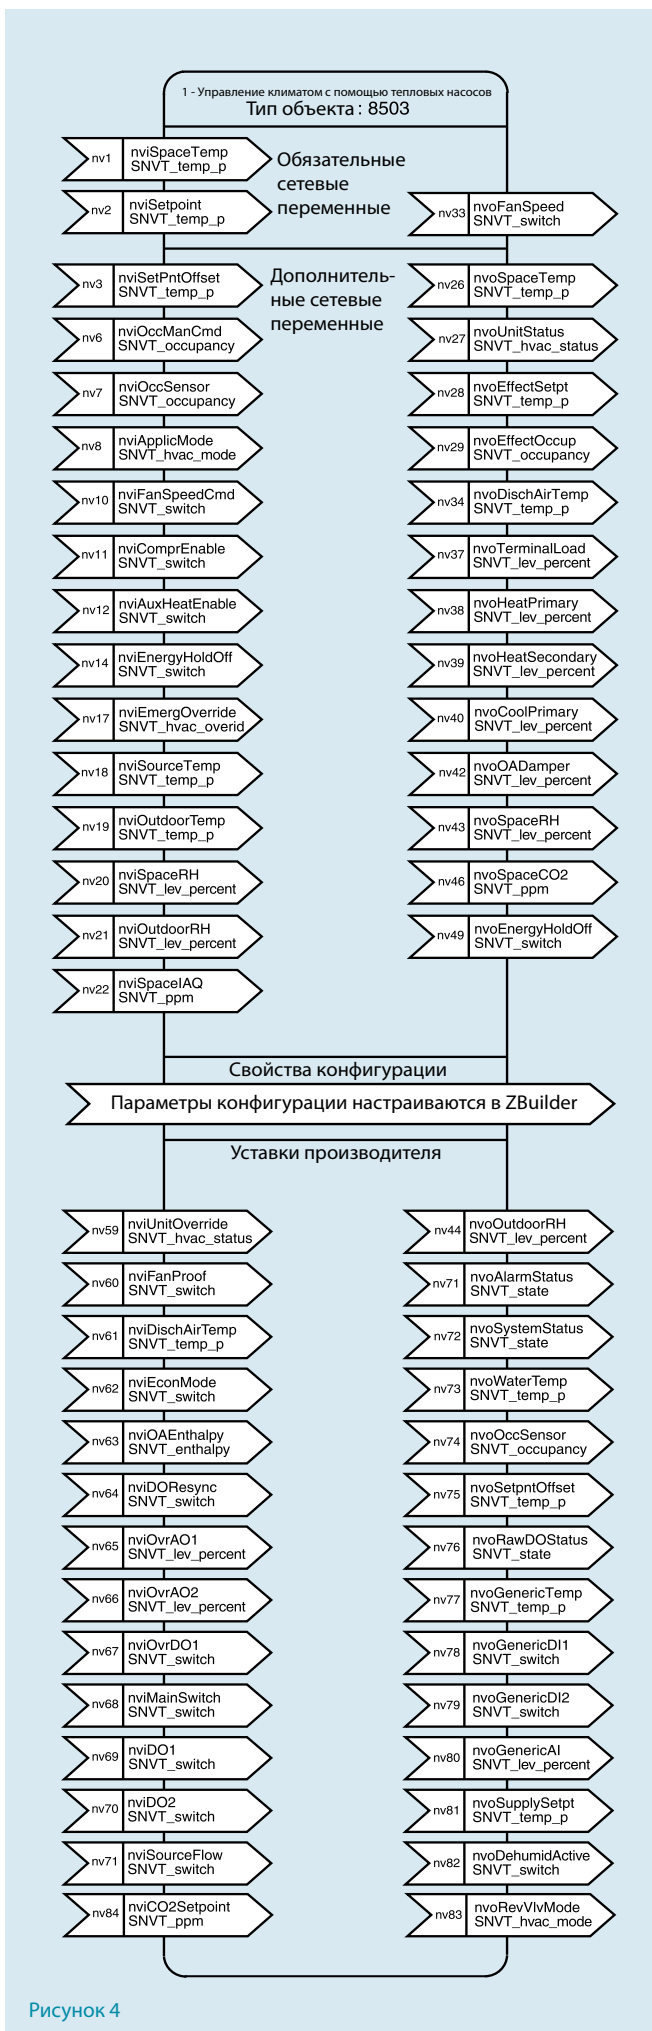 1 - Управление климатом с помощью тепловых насосов
Тип объекта : 8503
nv1
nviSpaceTemp
SNVT_temp_p
Обязательные
сетевые
переменные
nv2
nviSetpoint
SNVT_temp_p
nv33
nvoFanSpeed
SNVT_switch
nv3
nviSetPntOffset
SNVT_temp_p
Дополнитель-
ные сетевые
переменные
nv26
nvoSpaceTemp
SNVT_temp_p
nv6
nviOccManCmd
SNVT_occupancy
nv27
nvoUnitStatus
SNVT_hvac_status
nv7
nviOccSensor
SNVT_occupancy
nv28
nvoEffectSetpt
SNVT_temp_p
nv8
nviApplicMode
SNVT_hvac_mode
nv29
nvoEffectOccup
SNVT_occupancy
nv10
nviFanSpeedCmd
SNVT_switch
nv34
nvoDischAirTemp
SNVT_temp_p
nv11
nviComprEnable
SNVT_switch
nv37
nvoTerminalLoad
SNVT_lev_percent
nv12
nviAuxHeatEnable
SNVT_switch
nv38
nvoHeatPrimary
SNVT_lev_percent
nv14
nviEnergyHoldOff
SNVT_switch
nv39
nvoHeatSecondary
SNVT_lev_percent
nv17
nviEmergOverride
SNVT_hvac_overid
nv40
nvoCoolPrimary
SNVT_lev_percent
nv18
nviSourceTemp
SNVT_temp_p
nv42
nvoOADamper
SNVT_lev_percent
nv19
nviOutdoorTemp
SNVT_temp_p
nv43
nvoSpaceRH
SNVT_lev_percent
nv20
nviSpaceRH
SNVT_lev_percent
nv46
nvoSpaceCO2
SNVT_ppm
nv21
nviOutdoorRH
SNVT_lev_percent
nv49
nvoEnergyHoldOff
SNVT_switch
nv22
nviSpaceIAQ
SNVT_ppm
Свойства конфигурации
Параметры конфигурации настраиваются в ZBuilder
Уставки производителя
nv59
nviUnitOverride
SNVT_hvac_status
nv44
nvoOutdoorRH
SNVT_lev_percent
nv60
nviFanProof
SNVT_switch
nv71
nvoAlarmStatus
SNVT_state
nv61
nviDischAirTemp
SNVT_temp_p
nv72
nvoSystemStatus
SNVT_state
nv62
nviEconMode
SNVT_switch
nv73
nvoWaterTemp
SNVT_temp_p
nv63
nviOAEnthalpy
SNVT_enthalpy
nv74
nvoOccSensor
SNVT_occupancy
nv64
nviDOResync
SNVT_switch
nv75
nvoSetpntOffset
SNVT_temp_p
nv65
nviOvrAO1
SNVT_lev_percent
nv76
nvoRawDOStatus
SNVT_state
nv66
nviOvrAO2
SNVT_lev_percent
nv77
nvoGenericTemp
SNVT_temp_p
nv67
nviOvrDO1
SNVT_switch
nv78
nvoGenericDI1
SNVT_switch
nv68
nviMainSwitch
SNVT_switch
nv79
nvoGenericDI2
SNVT_switch
nv69
nviDO1
SNVT_switch
nv80
nvoGenericAI
SNVT_lev_percent
nv70
nviDO2
SNVT_switch
nv81
nvoSupplySetpt
SNVT_temp_p
nv71
nviSourceFlow
SNVT_switch
nv82
nvoDehumidActive
SNVT_switch
nv84
nviCO2Setpoint
SNVT_ppm
nv83
nvoRevVlvMode
SNVT_hvac_mode
Рисунок 4